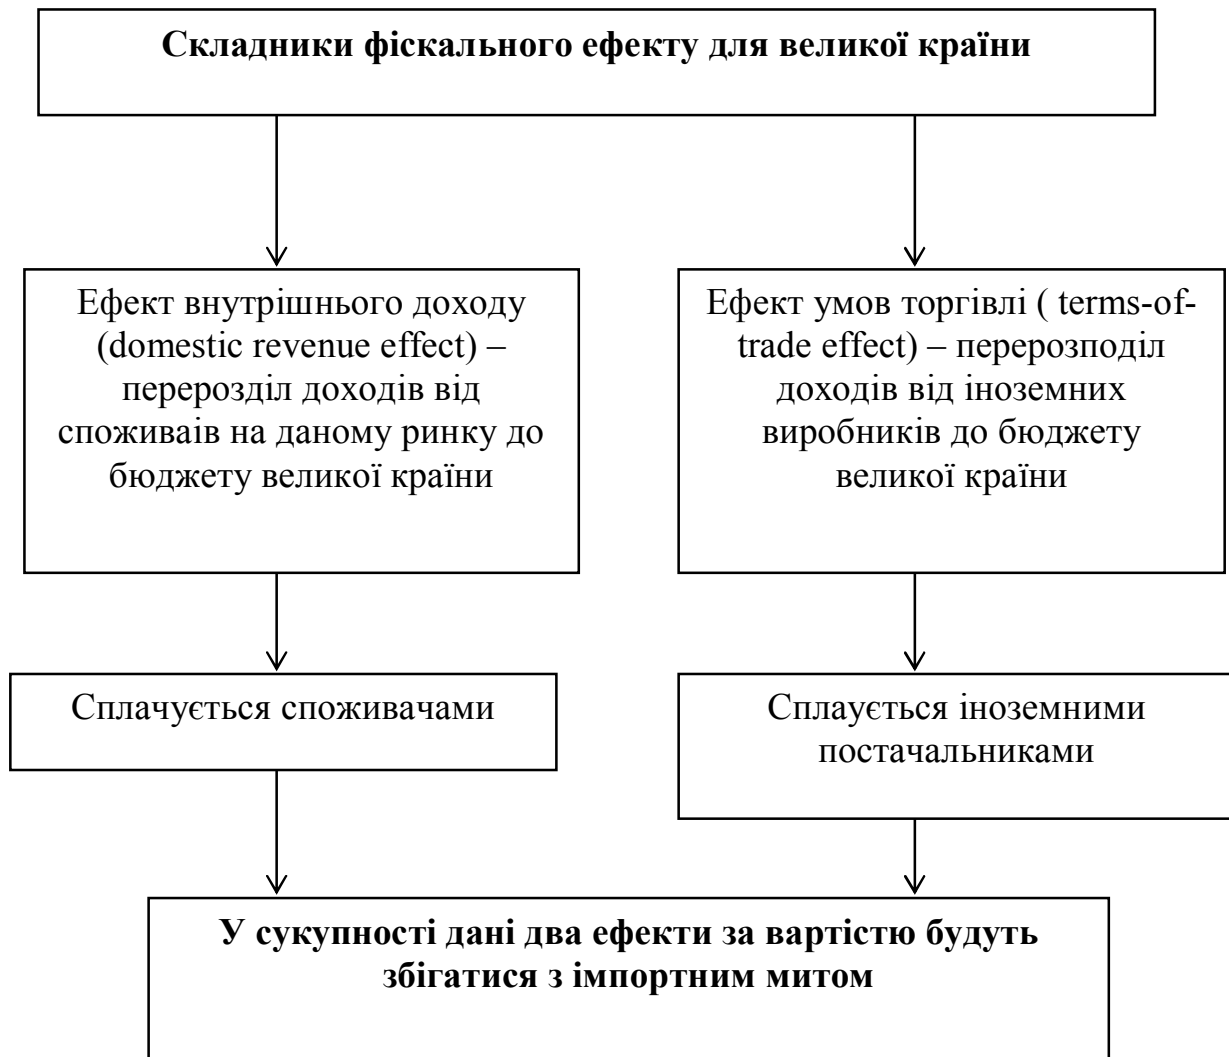 Складники фіскального ефекту для великої країни
Ефект внутрішнього доходу
(domestic revenue effect) –
перерозділ доходів від
споживаів на даному ринку до
бюджету великої країни
Ефект умов торгівлі ( terms-of-
trade effect) – перерозподіл
доходів від іноземних
виробників до бюджету
великої країни
Сплачується споживачами
Сплаується іноземними
постачальниками
У сукупності дані два ефекти за вартістю будуть
збігатися з імпортним митом